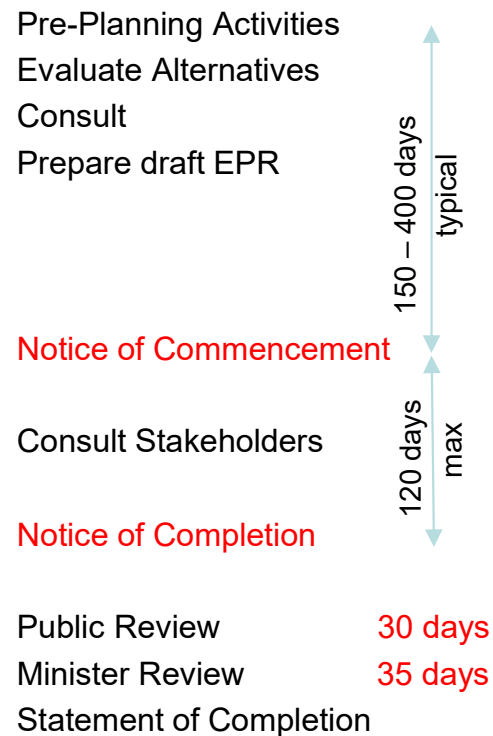 Pre-Planning Activities
Evaluate Alternatives
Consult
Prepare draft EPR
150 – 400 days
typical
Notice of Commencement
Consult Stakeholders
120 days
max
Notice of Completion
Public Review 30 days
Minister Review 35 days
Statement of Completion